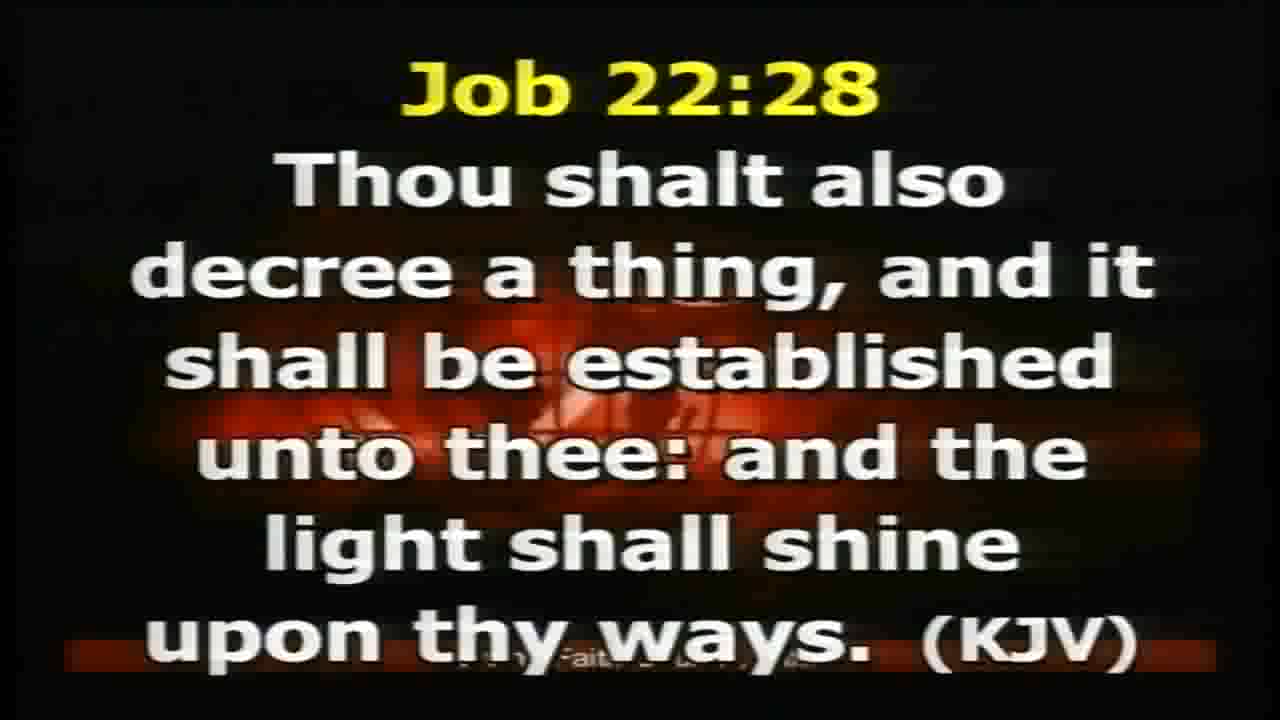 Job 22:28
Thou shalt also
decree a thing, and it
shall be established
unto thee: and the
light shall shine
upon thy ways. (KJV)